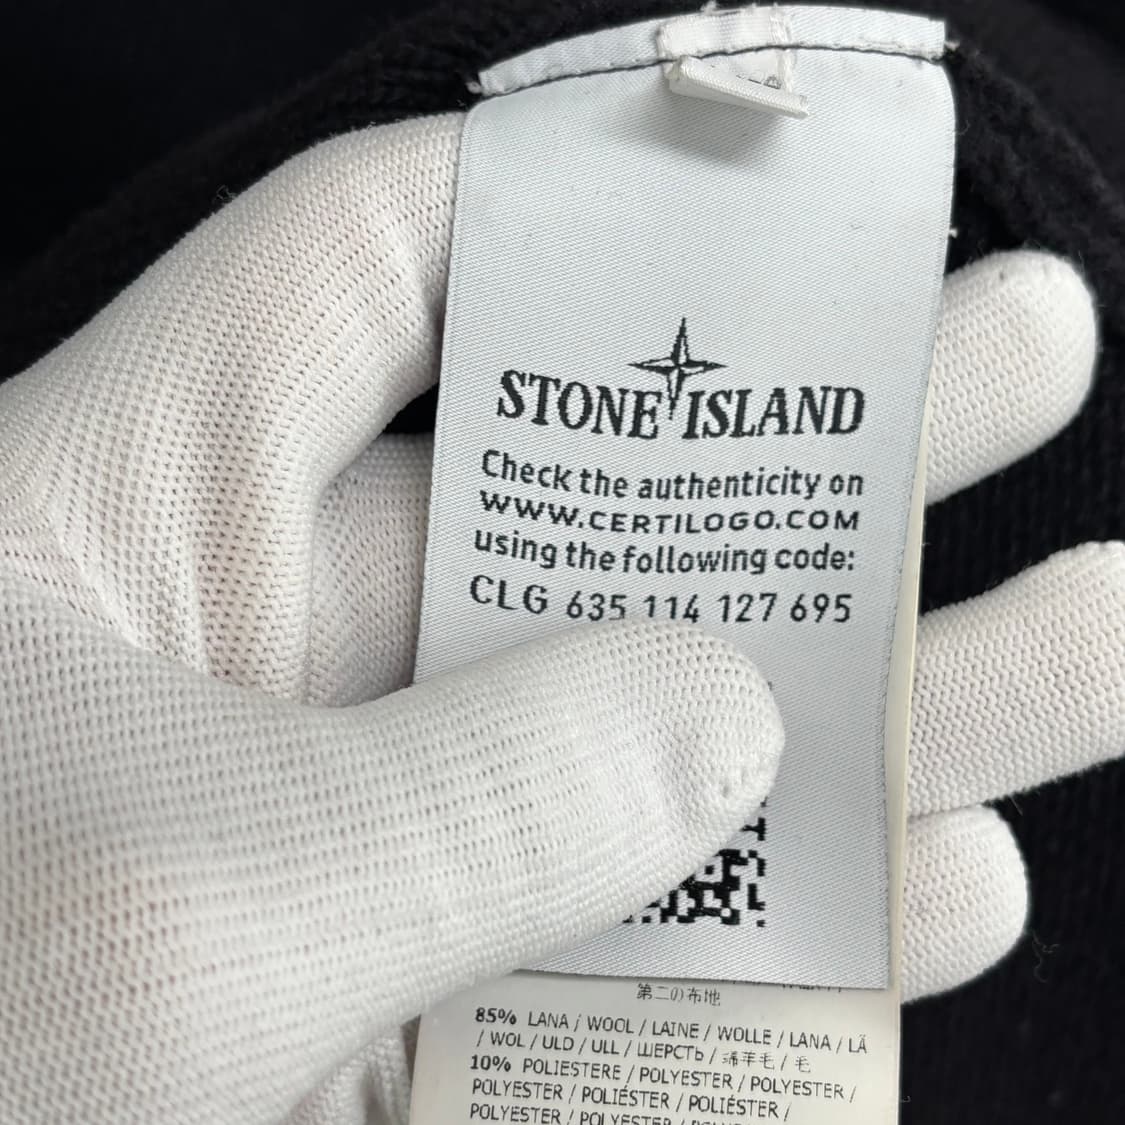 STONE ISLAND
Check the authenticity on
WWW.CERTILOGO.COM
using the following code:
CLG 635 114 127 695
第二の布地
85% LANA / WOOL / LAINE / WOLLE / LANA / LÃ
/ WOL / ULD / ULL / ШЕРСТЬ / 绵羊毛 / 毛
10% POLIESTERE / POLYESTER / POLYESTER /
POLYESTER / POLIÉSTER / POLIÉSTER /
POLYESTER / POLYESTER /